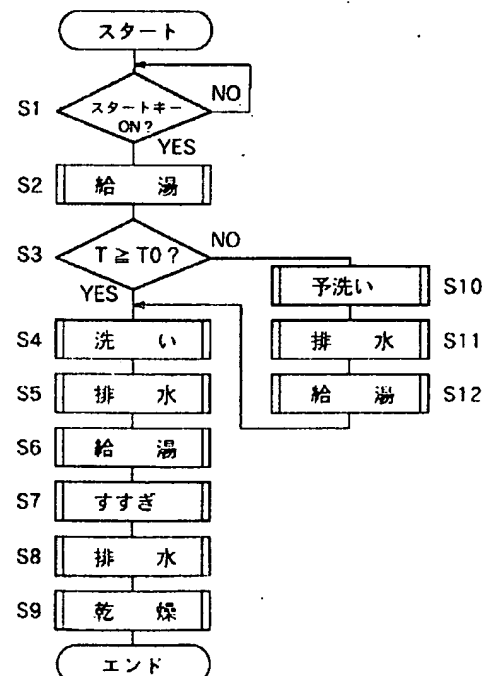 スタート
S1 スタートキー NO
ON?
YES
S2 給 湯
S3 T ≧ T0 ? NO
YES
予洗い S10
S4 洗 い
排 水 S11
S5 排 水
給 湯 S12
S6 給 湯
S7 すすぎ
S8 排 水
S9 乾 燥
エンド